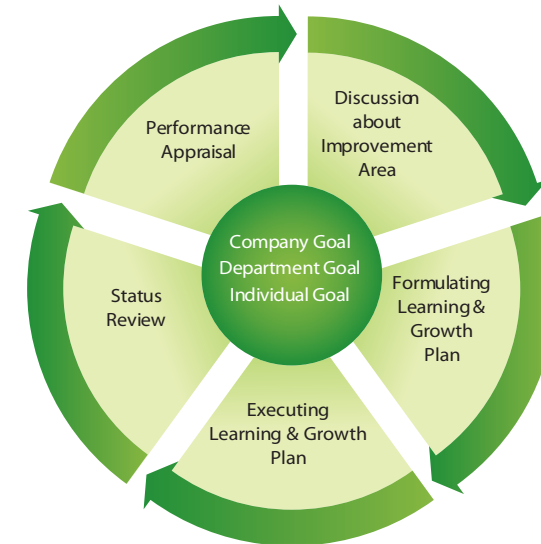 Performance
Appraisal
Discussion
about
Improvement
Area
Company Goal
Department Goal
Individual Goal
Formulating
Learning &
Growth
Plan
Status
Review
Executing
Learning & Growth
Plan